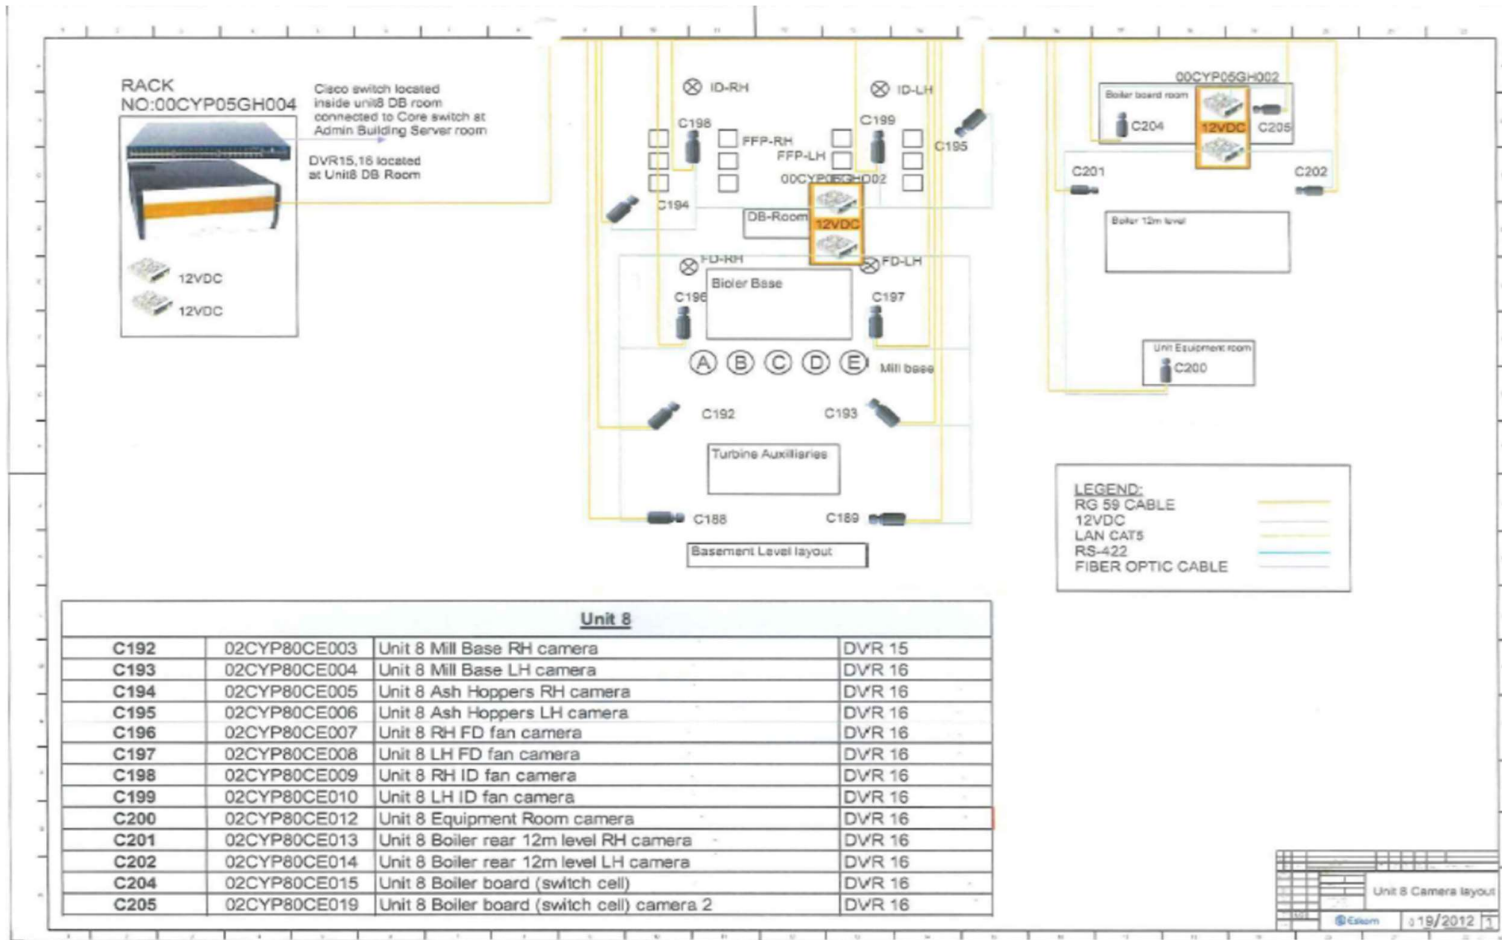 RACK
NO:00CYP05GH004
Cisco switch located
inside unit8 DB room
connected to Core switch at
Admin Building Server room
DVR15,16 located
at Unit8 DB Room
12VDC
12VDC
ID-RH
ID-LH
C198
C199
C195
FFP-RH
FFP-LH
C194
DB-Room
12VDC
FD-RH
FD-LH
Bioler Base
C196
C197
A B C D E
Mill base
C192
C193
Turbine Auxilliaries
C188
C189
Basement Level layout
00CYP05GH002
Boiler board room
C204
12VDC
C205
C201
C202
Boiler 12m level
Unit Equipment room
C200
LEGEND:
RG 59 CABLE
12VDC
LAN CAT5
RS-422
FIBER OPTIC CABLE
Unit 8
C192 02CYP80CE003 Unit 8 Mill Base RH camera DVR 15
C193 02CYP80CE004 Unit 8 Mill Base LH camera DVR 16
C194 02CYP80CE005 Unit 8 Ash Hoppers RH camera DVR 16
C195 02CYP80CE006 Unit 8 Ash Hoppers LH camera DVR 16
C196 02CYP80CE007 Unit 8 RH FD fan camera DVR 16
C197 02CYP80CE008 Unit 8 LH FD fan camera DVR 16
C198 02CYP80CE009 Unit 8 RH ID fan camera DVR 16
C199 02CYP80CE010 Unit 8 LH ID fan camera DVR 16
C200 02CYP80CE012 Unit 8 Equipment Room camera DVR 16
C201 02CYP80CE013 Unit 8 Boiler rear 12m level RH camera DVR 16
C202 02CYP80CE014 Unit 8 Boiler rear 12m level LH camera DVR 16
C204 02CYP80CE015 Unit 8 Boiler board (switch cell) DVR 16
C205 02CYP80CE019 Unit 8 Boiler board (switch cell) camera 2 DVR 16
Unit 8 Camera layout
Eskom
19/2012
1